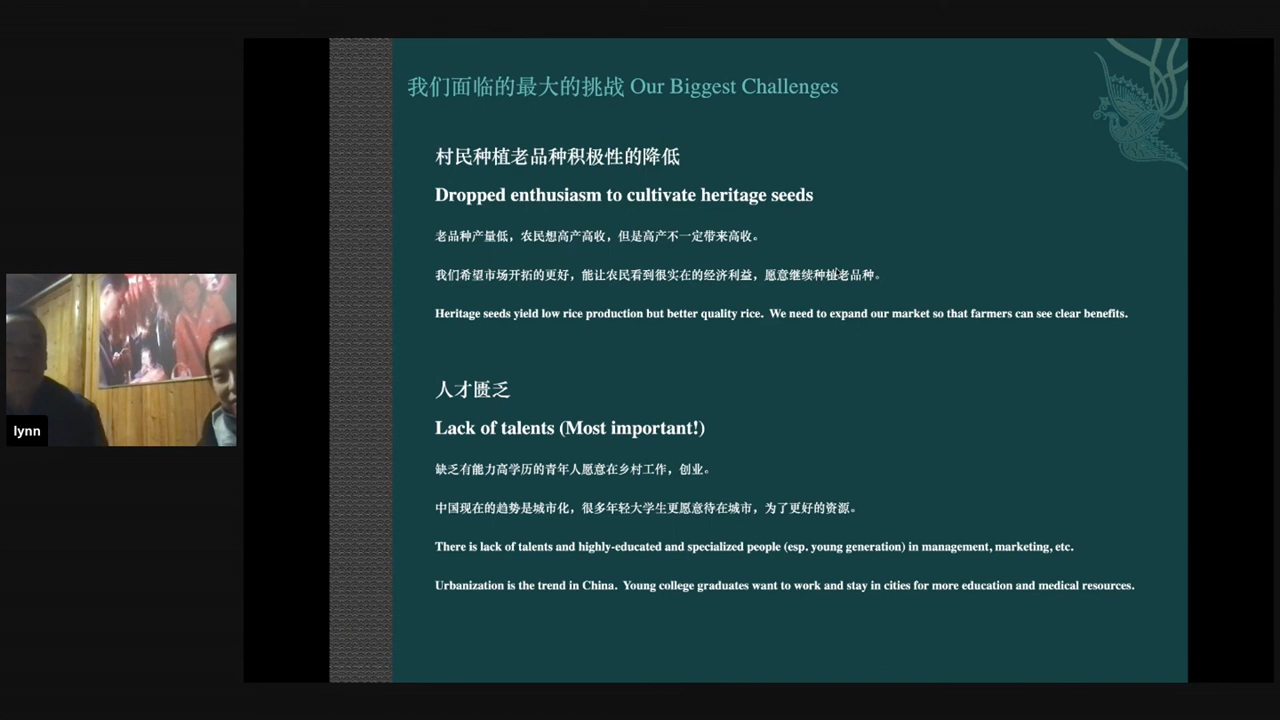 我们面临的最大的挑战 Our Biggest Challenges
村民种植老品种积极性的降低
Dropped enthusiasm to cultivate heritage seeds
老品种产量低，农民想高产高收，但是高产不一定带来高收。
我们希望市场开拓的更好，能让农民看到很实在的经济利益，愿意继续种植老品种。
Heritage seeds yield low rice production but better quality rice.  We need to expand our market so that farmers can see clear benefits.
人才匮乏
Lack of talents (Most important!)
缺乏有能力高学历的青年人愿意在乡村工作，创业。
中国现在的趋势是城市化，很多年轻大学生更愿意待在城市，为了更好的资源。
There is lack of talents and highly-educated and specialized people (esp. young generation) in management, marketing, etc.
Urbanization is the trend in China.  Young college graduates want to work and stay in cities for more education and medical resources.
lynn